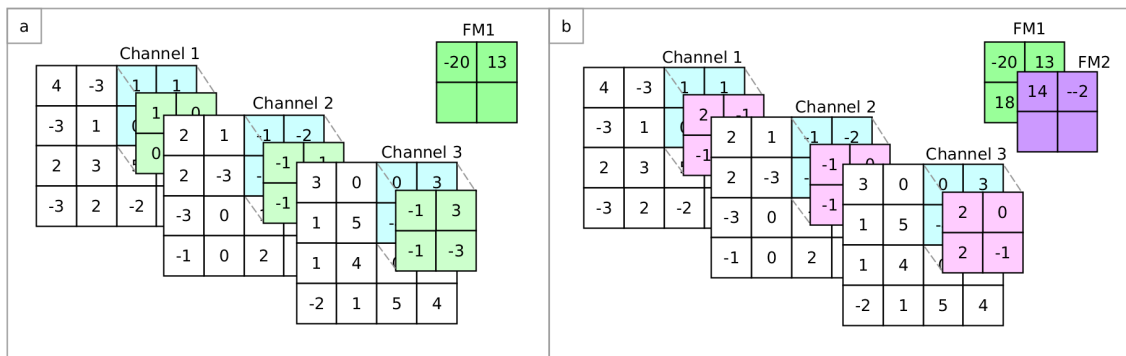 a
FM1
-20 13
Channel 1
4 -3 1 1
-3 1
2 3
-3 2 -2
1 0
0
Channel 2
2 1 -1 -2
2 -3
-3 0
-1 0 2
-1 1
-1
Channel 3
3 0 0 3
1 5
1 4
-2 1 5 4
-1 3
-1 -3
b
FM1
-20 13
18
FM2
14 --2
Channel 1
4 -3 1 1
-3 1
2 3
-3 2 -2
2 -1
-1
Channel 2
2 1 -1 -2
2 -3
-3 0
-1 0 2
-1 0
-1
Channel 3
3 0 0 3
1 5
1 4
-2 1 5 4
2 0
2 -1